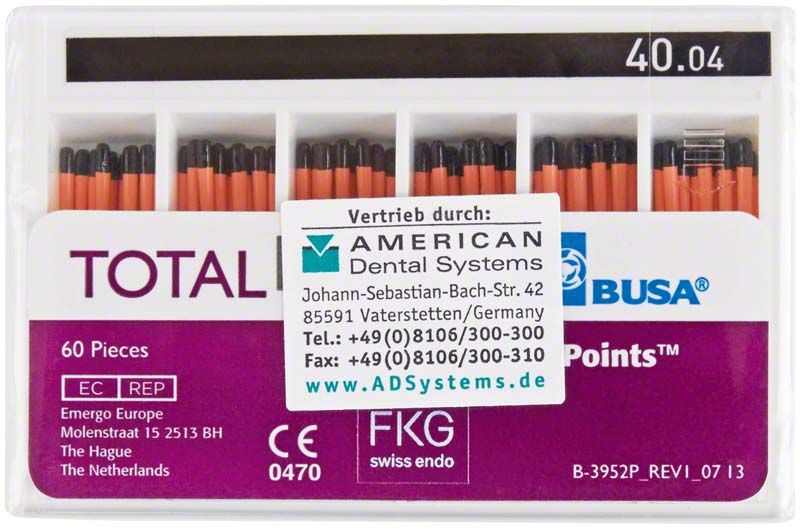 40.04
Vertrieb durch:
AMERICAN
Dental Systems
Johann-Sebastian-Bach-Str. 42
85591 Vaterstetten/Germany
Tel.: +49(0)8106/300-300
Fax: +49(0)8106/300-310
www.ADSystems.de
TOTAL
BUSA®
60 Pieces
Points™
EC REP
Emergo Europe
Molenstraat 15 2513 BH
The Hague
The Netherlands
CE
0470
FKG
swiss endo
B-3952P_REV1_07 13